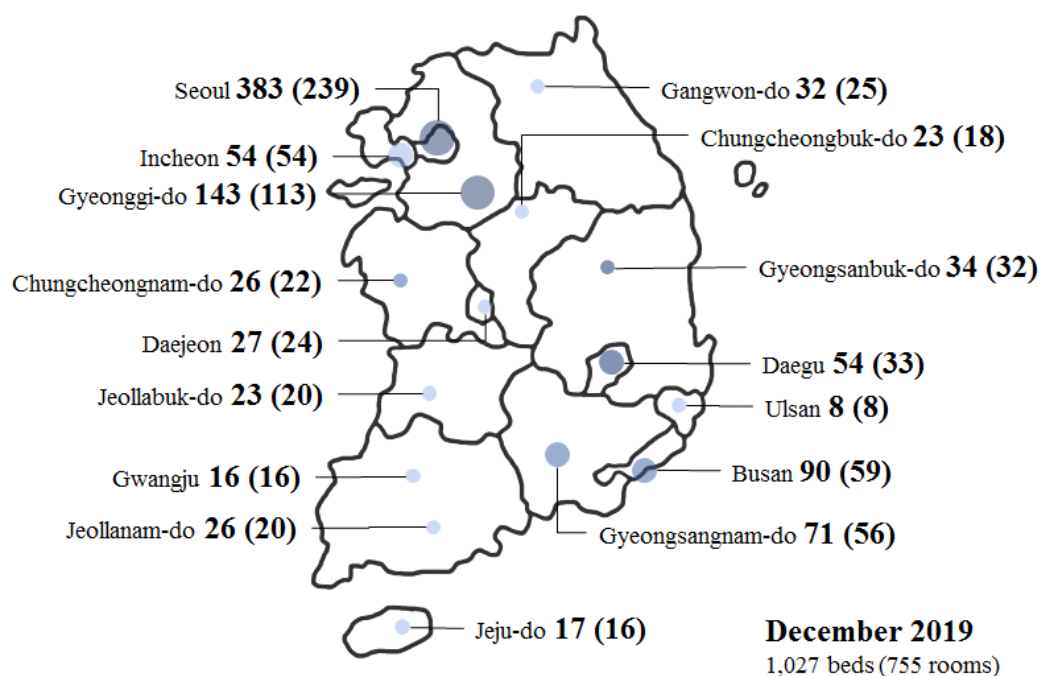 Seoul 383 (239)
Incheon 54 (54)
Gyeonggi-do 143 (113)
Chungcheongnam-do 26 (22)
Daejeon 27 (24)
Jeollabuk-do 23 (20)
Gwangju 16 (16)
Jeollanam-do 26 (20)
Gangwon-do 32 (25)
Chungcheongbuk-do 23 (18)
Gyeongsanbuk-do 34 (32)
Daegu 54 (33)
Ulsan 8 (8)
Busan 90 (59)
Gyeongsangnam-do 71 (56)
Jeju-do 17 (16)
December 2019
1,027 beds (755 rooms)